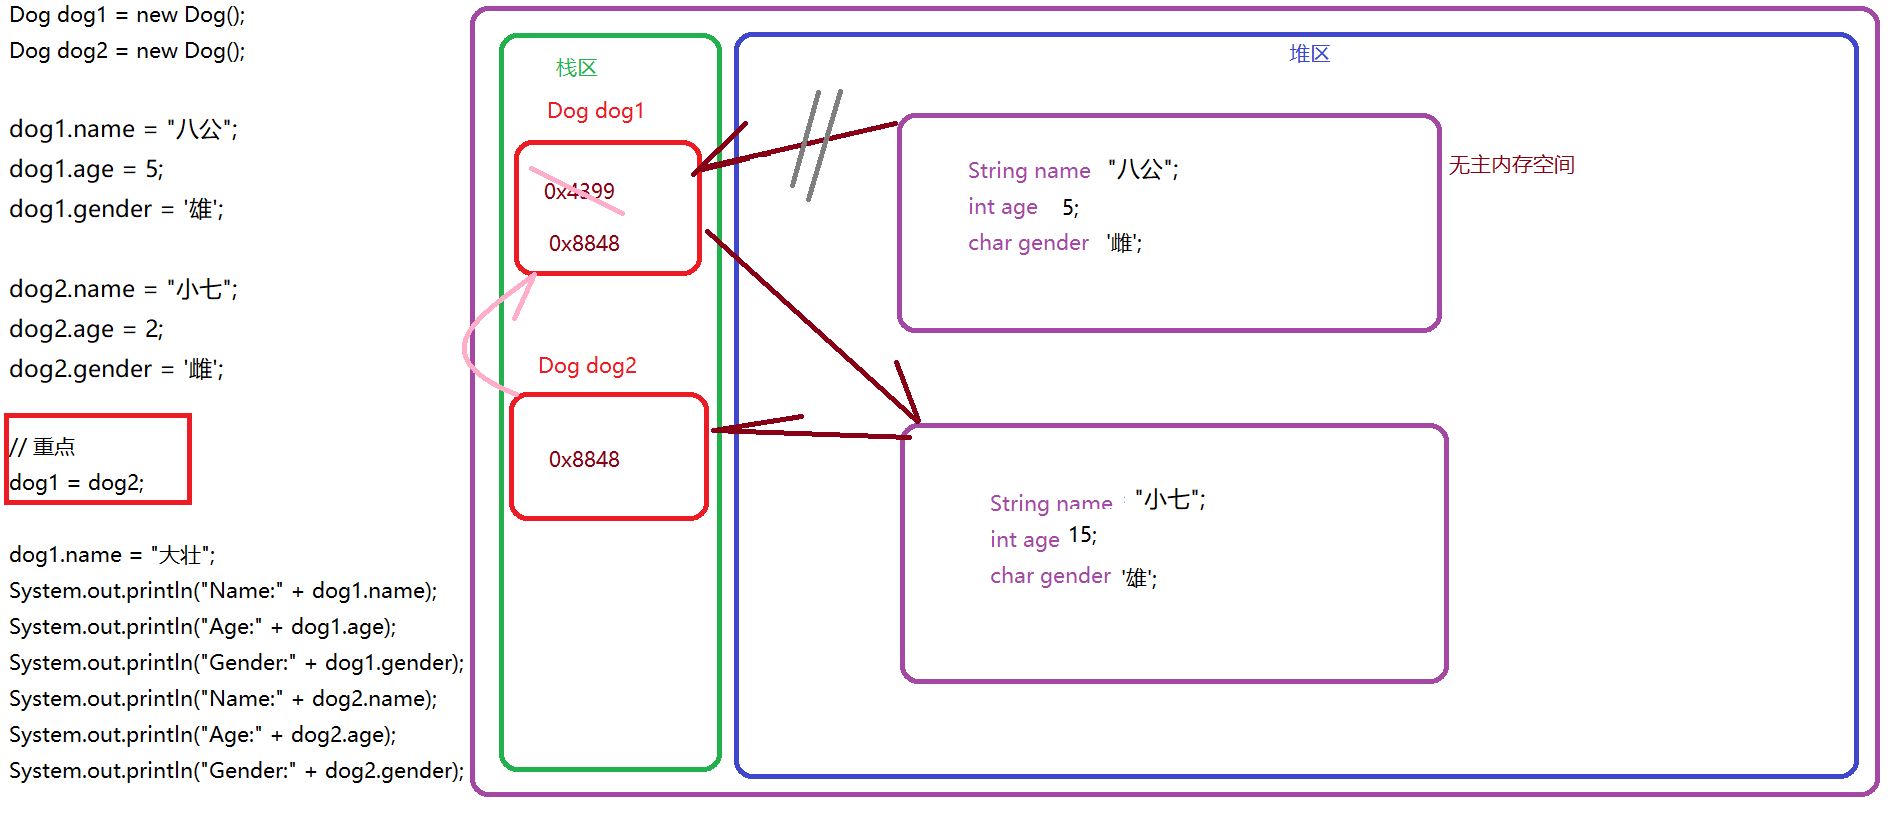 Dog dog1 = new Dog();
Dog dog2 = new Dog();
dog1.name = "八公";
dog1.age = 5;
dog1.gender = '雄';
dog2.name = "小七";
dog2.age = 2;
dog2.gender = '雌';
// 重点
dog1 = dog2;
dog1.name = "大壮";
System.out.println("Name:" + dog1.name);
System.out.println("Age:" + dog1.age);
System.out.println("Gender:" + dog1.gender);
System.out.println("Name:" + dog2.name);
System.out.println("Age:" + dog2.age);
System.out.println("Gender:" + dog2.gender);
栈区
Dog dog1
0x4399
0x8848
Dog dog2
0x8848
堆区
String name "八公";
int age 5;
char gender '雌';
无主内存空间
String name "小七";
int age 15;
char gender '雄';